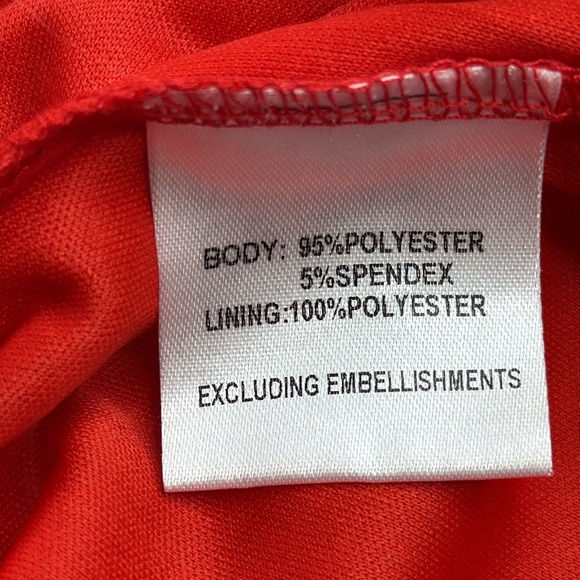 BODY: 95%POLYESTER
5%SPENDEX
LINING:100%POLYESTER
EXCLUDING EMBELLISHMENTS